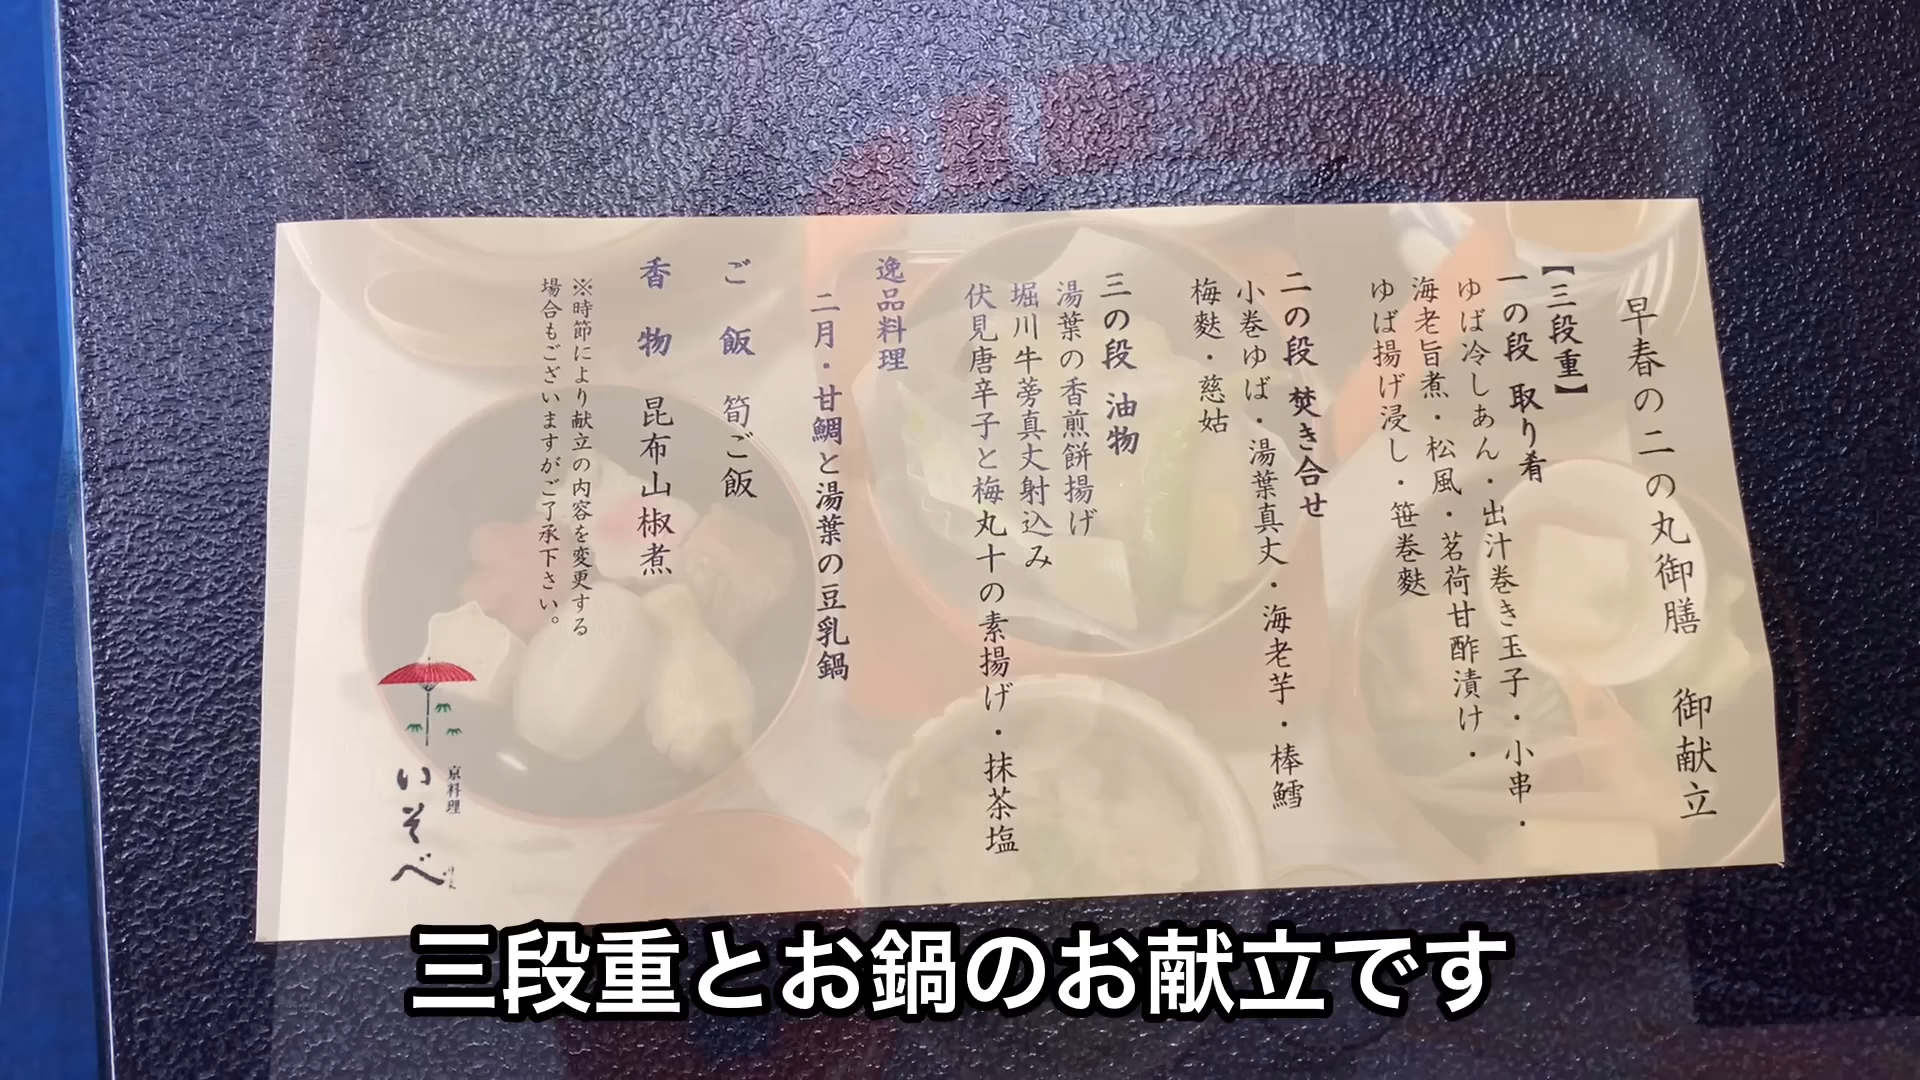 早春の二の丸御膳　御献立
【三段重】
一の段 取り肴
ゆば冷しあん・出汁巻き玉子・小串・
海老旨煮・松風・茗荷甘酢漬け・
ゆば揚げ浸し・笹巻麩
二の段 焚き合せ
小巻ゆば・湯葉真丈・海老芋・棒鱈
梅麩・慈姑
三の段 油物
湯葉の香煎餅揚げ
堀川牛蒡真丈射込み
伏見唐辛子と梅丸十の素揚げ・抹茶塩
逸品料理
二月・甘鯛と湯葉の豆乳鍋
ご飯　筍ご飯
香物　昆布山椒煮
※時節により献立の内容を変更する
場合もございますがご了承下さい。
京料理
いそべ
三段重とお鍋のお献立です